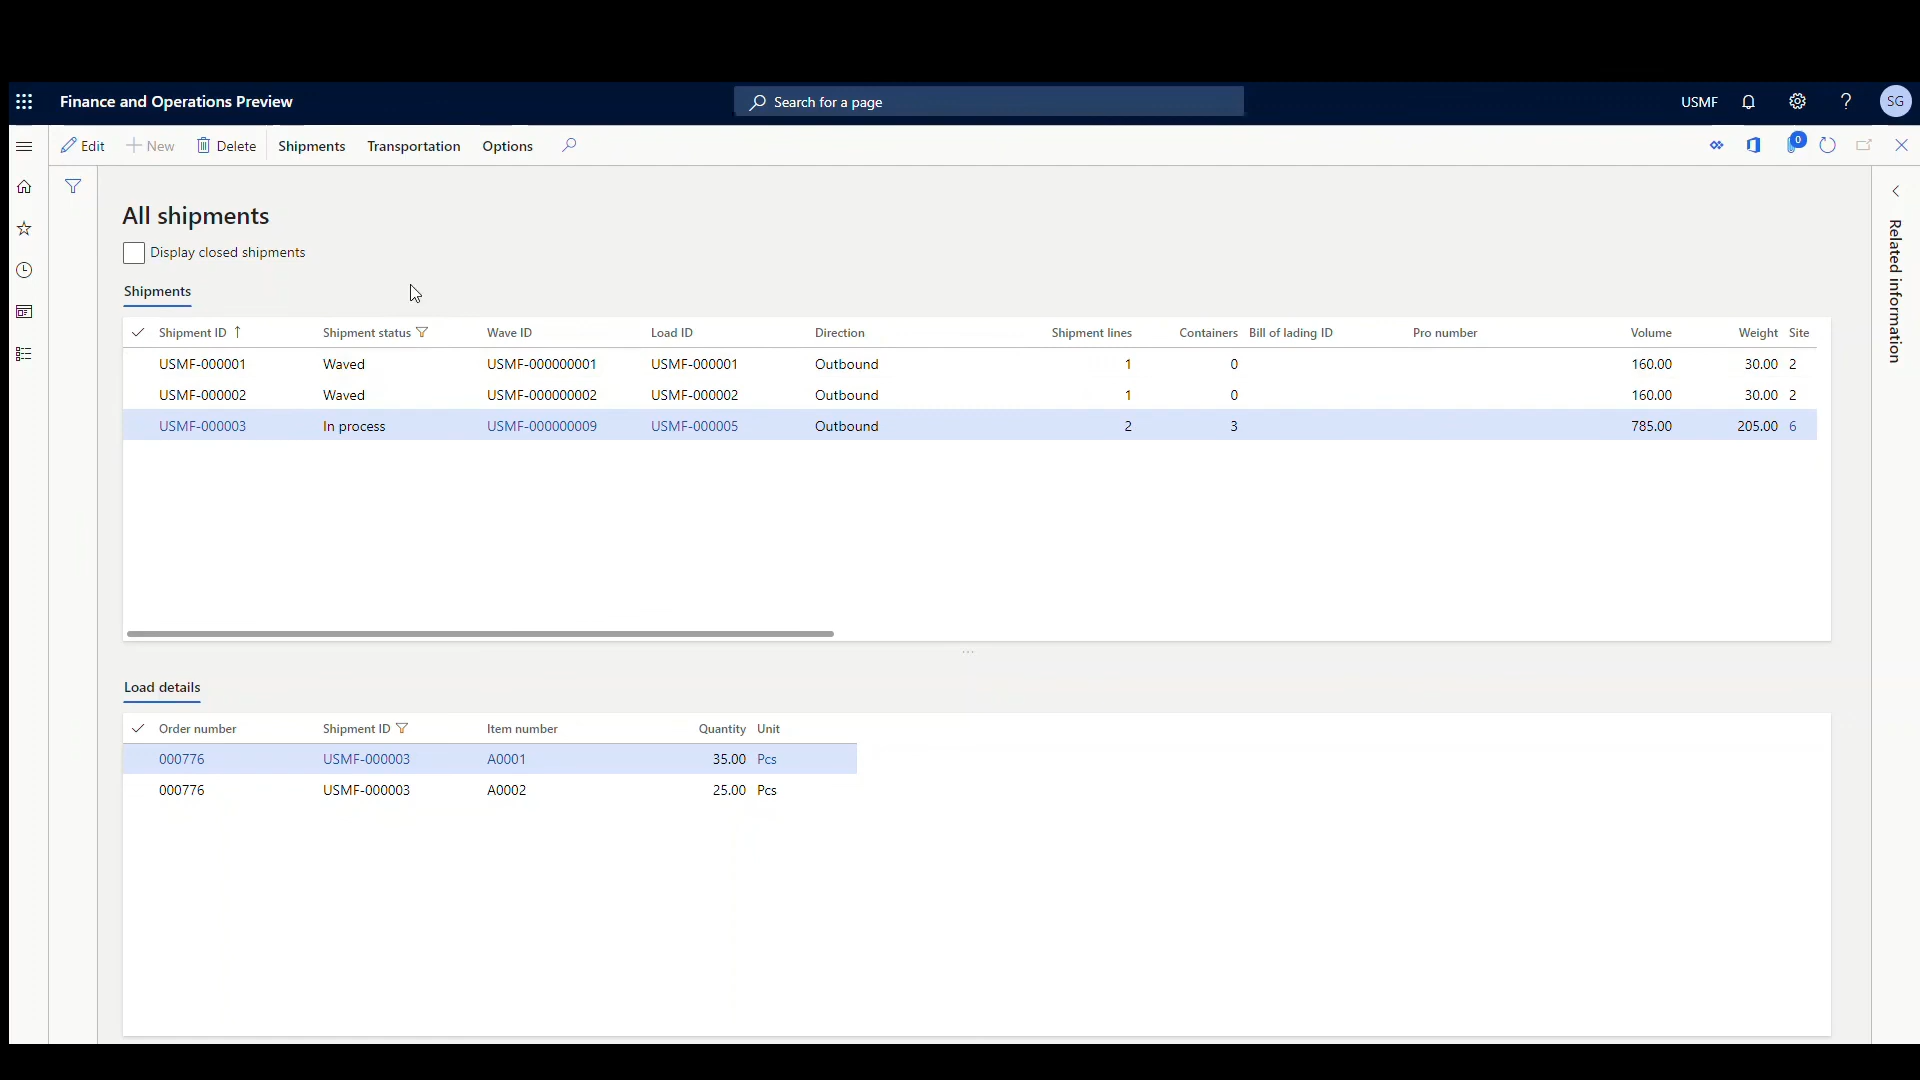 Finance and Operations Preview
Search for a page
USMF
SG
Edit
New
Delete
Shipments
Transportation
Options
0
All shipments
Display closed shipments
Related information
Shipments
Shipment ID Shipment status Wave ID Load ID Direction Shipment lines Containers Bill of lading ID Pro number Volume Weight Site
USMF-000001 Waved USMF-000000001 USMF-000001 Outbound 1 0 160.00 30.00 2
USMF-000002 Waved USMF-000000002 USMF-000002 Outbound 1 0 160.00 30.00 2
USMF-000003 In process USMF-000000009 USMF-000005 Outbound 2 3 785.00 205.00 6
Load details
Order number Shipment ID Item number Quantity Unit
000776 USMF-000003 A0001 35.00 Pcs
000776 USMF-000003 A0002 25.00 Pcs